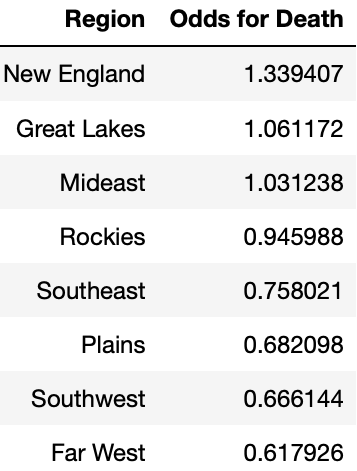 Region Odds for Death
New England 1.339407
Great Lakes 1.061172
Mideast 1.031238
Rockies 0.945988
Southeast 0.758021
Plains 0.682098
Southwest 0.666144
Far West 0.617926